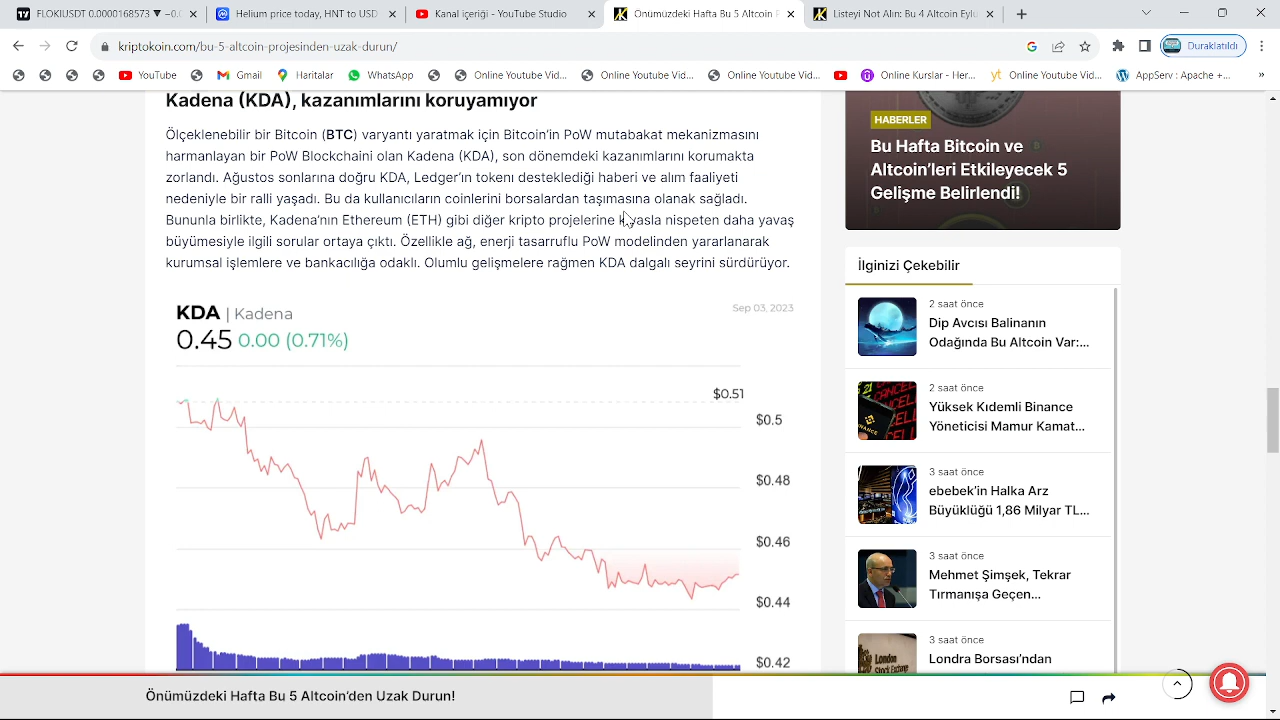 FLOKIUSDT 0.0000168573 ▼ −0.
Helium price today, HNT to USD
Kanal içeriği - YouTube Studio
Önümüzdeki Hafta Bu 5 Altcoin
Listeyi Not Alın: Bu Altcoin Eylü
kriptokoin.com/bu-5-altcoin-projesinden-uzak-durun/
Duraklatıldı
YouTube
Gmail
Haritalar
WhatsApp
Online Youtube Vid...
Online Youtube Vid...
Online Youtube Vid...
Online Kurslar - Her...
Online Youtube Vid...
AppServ : Apache +...
»
Kadena (KDA), kazanımlarını koruyamıyor
Ölçeklenebilir bir Bitcoin (BTC) varyantı yaratmak için Bitcoin'in PoW mutabakat mekanizmasını
harmanlayan bir PoW Blockchaini olan Kadena (KDA), son dönemdeki kazanımlarını korumakta
zorlandı. Ağustos ortalarına doğru KDA, Ledger'ın tokenı desteklediği haberi ve alım faaliyeti
nedeniyle bir ralli yaşadı. Bu da kullanıcıların coinlerini borsalardan taşımasına olanak sağladı.
Bununla birlikte, Kadena'nın Ethereum (ETH) gibi diğer kripto projelerine kıyasla nispeten daha yavaş
büyümesiyle ilgili sorular ortaya çıktı. Özellikle ağ, enerji tasarruflu PoW modelinden yararlanarak
kurumsal işlemlere ve bankacılığa odaklı. Olumlu gelişmelere rağmen KDA dalgalı seyrini sürdürüyor.
KDA | Kadena
Sep 03, 2023
0.45 0.00 (0.71%)
$0.51
$0.5
$0.48
$0.46
$0.44
$0.42
HABERLER
Bu Hafta Bitcoin ve
Altcoin'leri Etkileyecek 5
Gelişme Belirlendi!
İlginizi Çekebilir
2 saat önce
Dip Avcısı Balinanın
Odağında Bu Altcoin Var:...
2 saat önce
Yüksek Kıdemli Binance
Yöneticisi Mamur Kamat...
3 saat önce
ebebek'in Halka Arz
Büyüklüğü 1,86 Milyar TL...
3 saat önce
Mehmet Şimşek, Tekrar
Tırmanışa Geçen...
3 saat önce
Londra Borsası'ndan
Önümüzdeki Hafta Bu 5 Altcoin'den Uzak Durun!